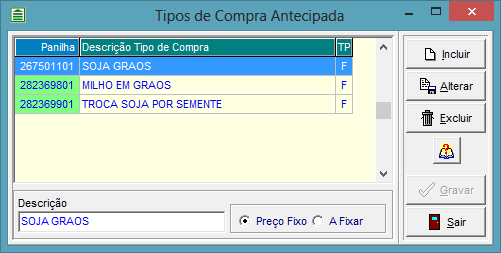 Tipos de Compra Antecipada
Panilha Descrição Tipo de Compra TP
267501101 SOJA GRAOS F
282369801 MILHO EM GRAOS F
282369901 TROCA SOJA POR SEMENTE F
Descrição
SOJA GRAOS
Preço Fixo A Fixar
Incluir
Alterar
Excluir
Gravar
Sair